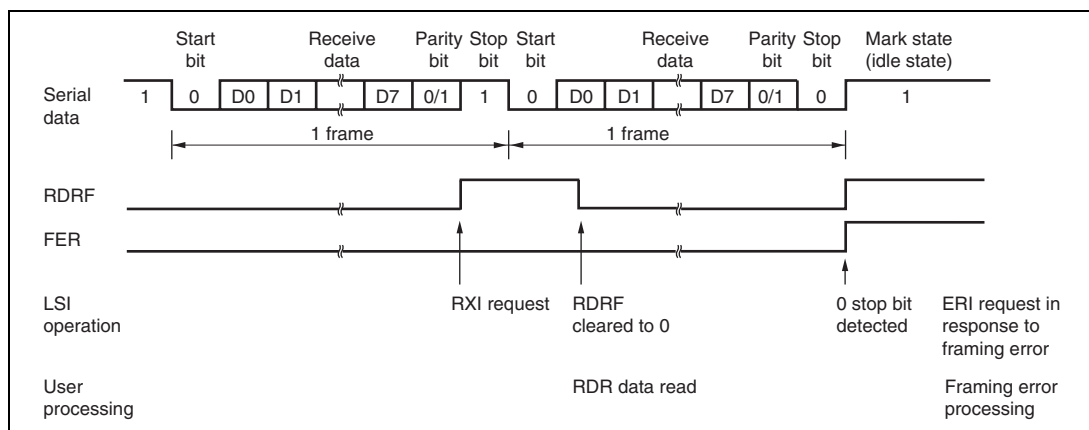 Start bit
Receive data
Parity bit
Stop bit
Start bit
Receive data
Parity bit
Stop bit
Mark state (idle state)
Serial data
1 0 D0 D1 D7 0/1 1 0 D0 D1 D7 0/1 0 1
1 frame
1 frame
RDRF
FER
LSI operation
RXI request
RDRF cleared to 0
0 stop bit detected
ERI request in response to framing error
User processing
RDR data read
Framing error processing